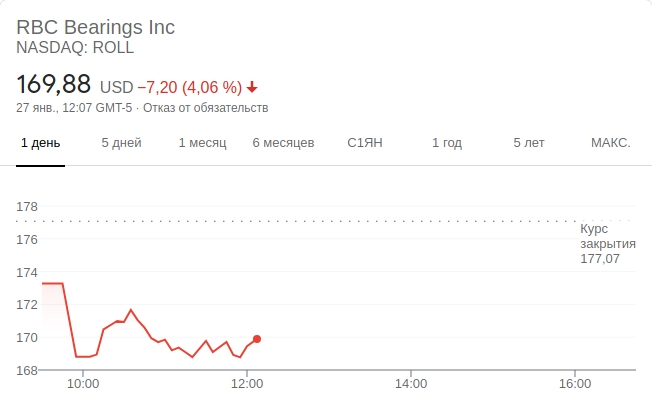 RBC Bearings Inc
NASDAQ: ROLL
169,88 USD −7,20 (4,06 %)
27 янв., 12:07 GMT-5 · Отказ от обязательств
1 день 5 дней 1 месяц 6 месяцев С1ЯН 1 год 5 лет МАКС.
178
176
174
172
170
168
Курс
закрытия
177,07
10:00 12:00 14:00 16:00